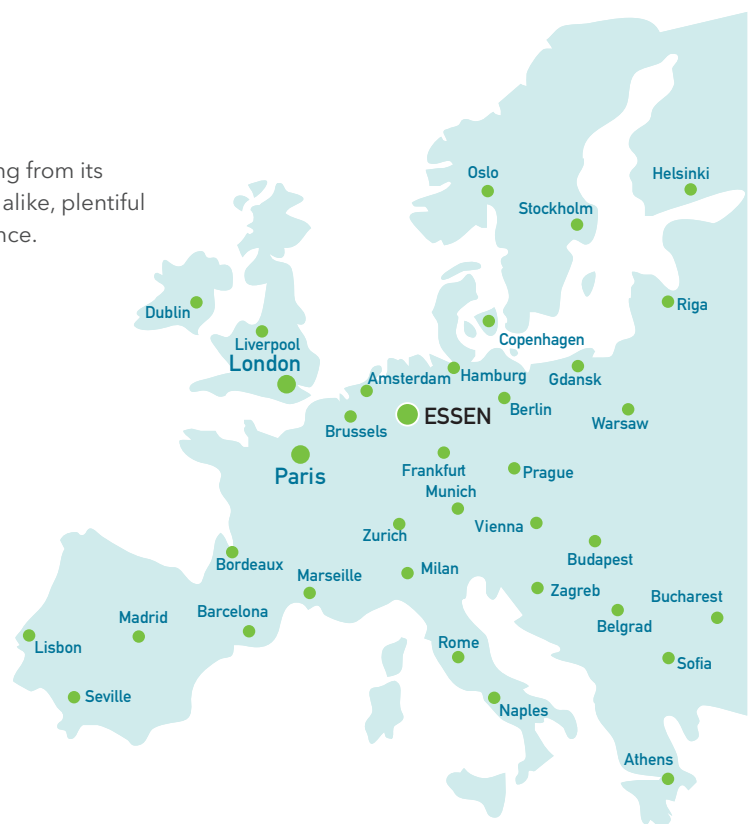 ng from its
alike, plentiful
nce.
Oslo
Helsinki
Stockholm
Dublin
Riga
Liverpool
Copenhagen
London
Amsterdam
Hamburg
Gdansk
Berlin
ESSEN
Brussels
Warsaw
Paris
Frankfurt
Prague
Munich
Vienna
Zurich
Budapest
Bordeaux
Marseille
Milan
Zagreb
Bucharest
Madrid
Barcelona
Belgrad
Lisbon
Rome
Sofia
Seville
Naples
Athens